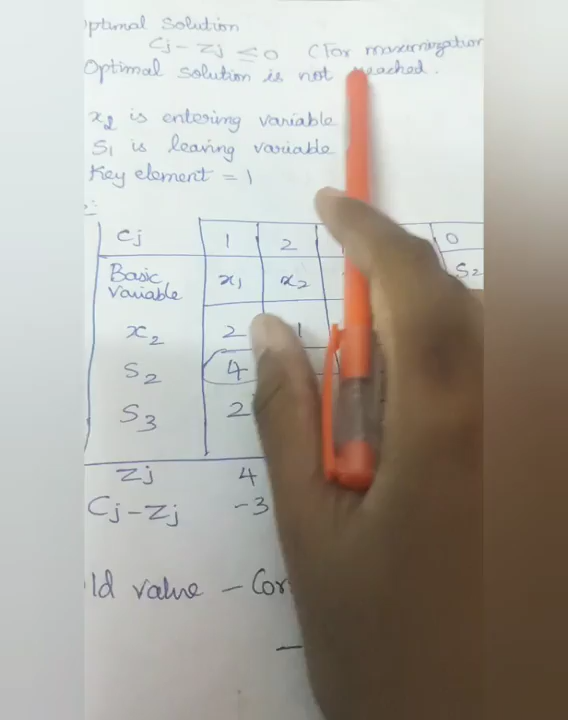 ptimal solution
Cj - Zj ≤ 0 (For maximization
Optimal solution is not reached.
x2 is entering variable
S1 is leaving variable
Key element = 1
Cj 1 2 0
Basic Variable x1 x2 S2
x2 2 1
S2 4
S3 2
Zj 4
Cj - Zj -3
ld value - Cor
-